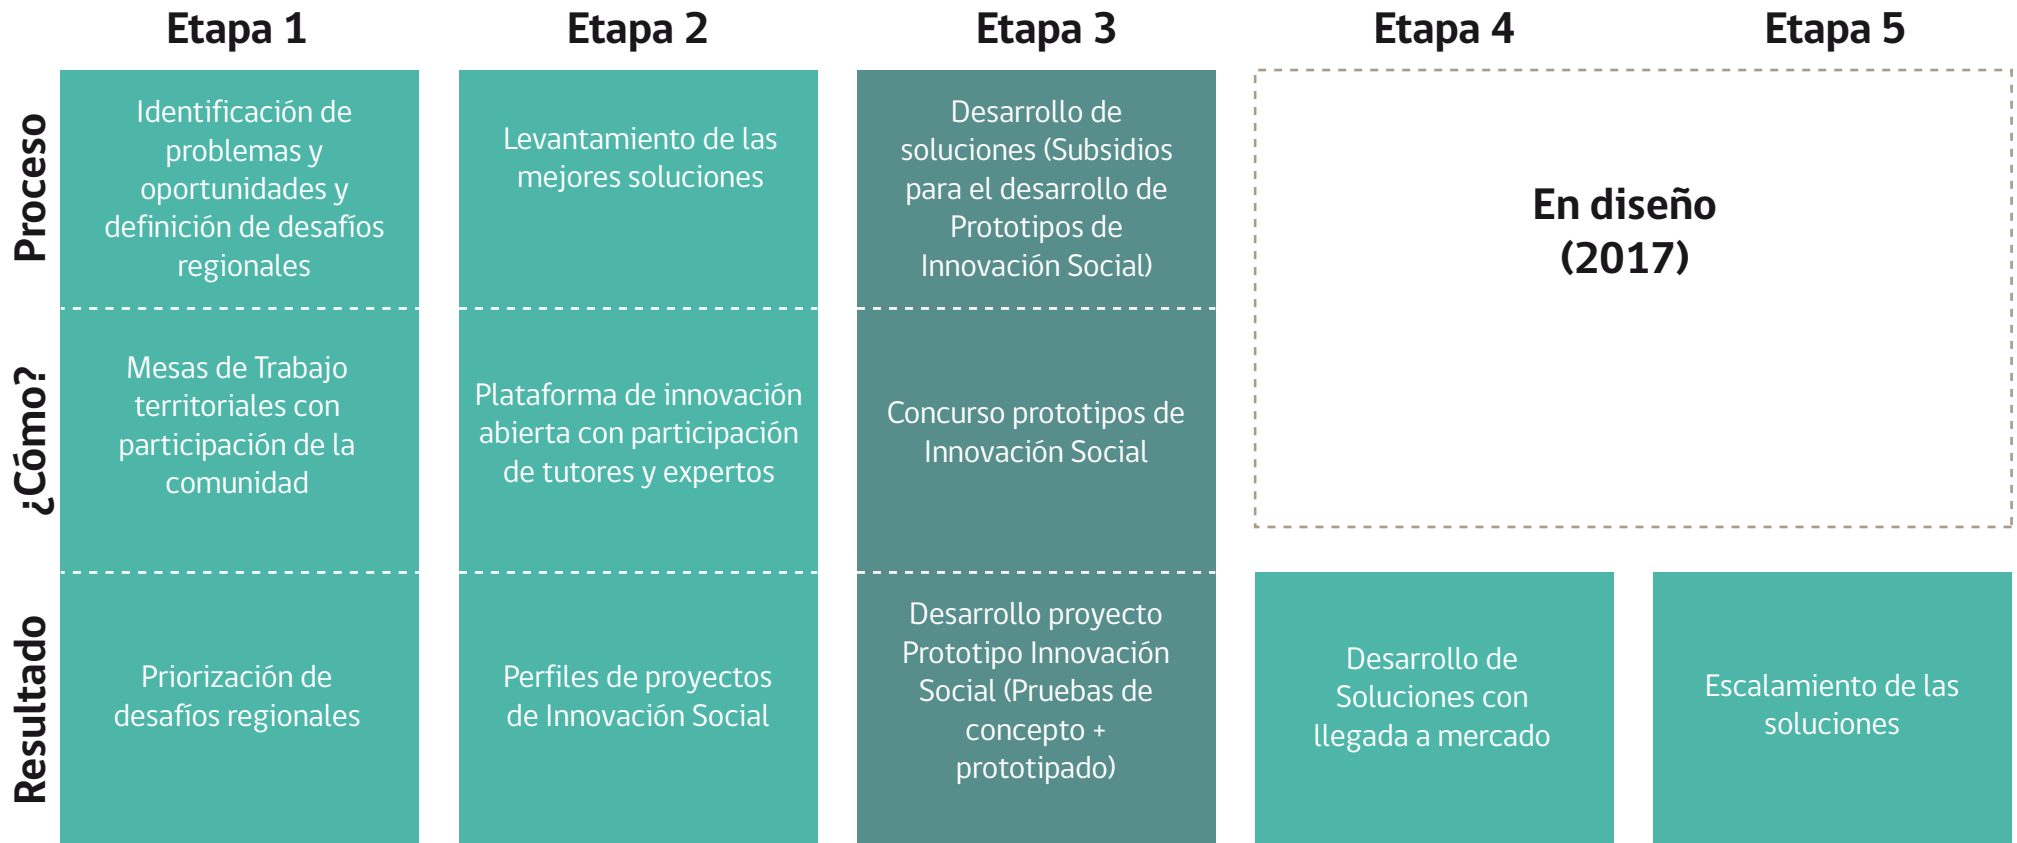 Etapa 1
Etapa 2
Etapa 3
Etapa 4
Etapa 5
Proceso
Identificación de
problemas y
oportunidades y
definición de desafíos
regionales
Levantamiento de las
mejores soluciones
Desarrollo de
soluciones (Subsidios
para el desarrollo de
Prototipos de
Innovación Social)
En diseño
(2017)
¿Cómo?
Mesas de Trabajo
territoriales con
participación de la
comunidad
Plataforma de innovación
abierta con participación
de tutores y expertos
Concurso prototipos de
Innovación Social
Resultado
Priorización de
desafíos regionales
Perfiles de proyectos
de Innovación Social
Desarrollo proyecto
Prototipo Innovación
Social (Pruebas de
concepto +
prototipado)
Desarrollo de
Soluciones con
llegada a mercado
Escalamiento de las
soluciones